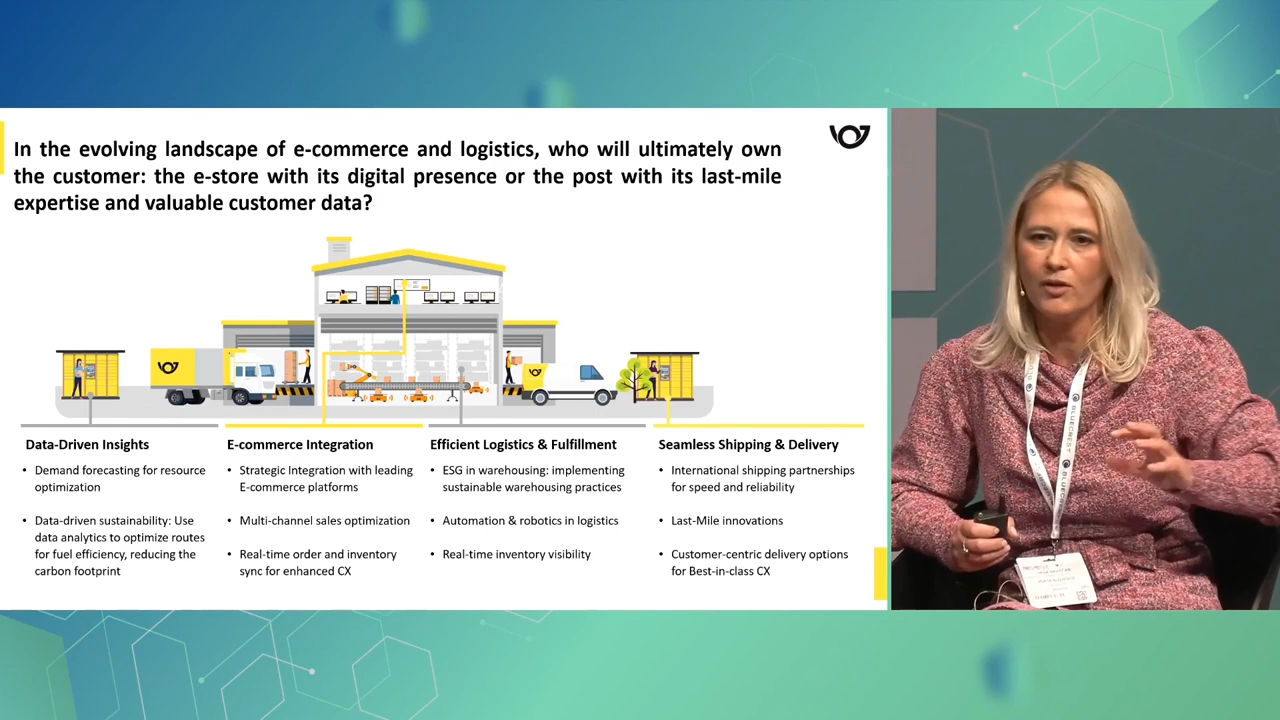 In the evolving landscape of e-commerce and logistics, who will ultimately own
the customer: the e-store with its digital presence or the post with its last-mile
expertise and valuable customer data?
Data-Driven Insights
• Demand forecasting for resource
optimization
• Data-driven sustainability: Use
data analytics to optimize routes
for fuel efficiency, reducing the
carbon footprint
E-commerce Integration
• Strategic Integration with leading
E-commerce platforms
• Multi-channel sales optimization
• Real-time order and inventory
sync for enhanced CX
Efficient Logistics & Fulfillment
• ESG in warehousing: implementing
sustainable warehousing practices
• Automation & robotics in logistics
• Real-time inventory visibility
Seamless Shipping & Delivery
• International shipping partnerships
for speed and reliability
• Last-Mile innovations
• Customer-centric delivery options
for Best-in-class CX
BLUECREST